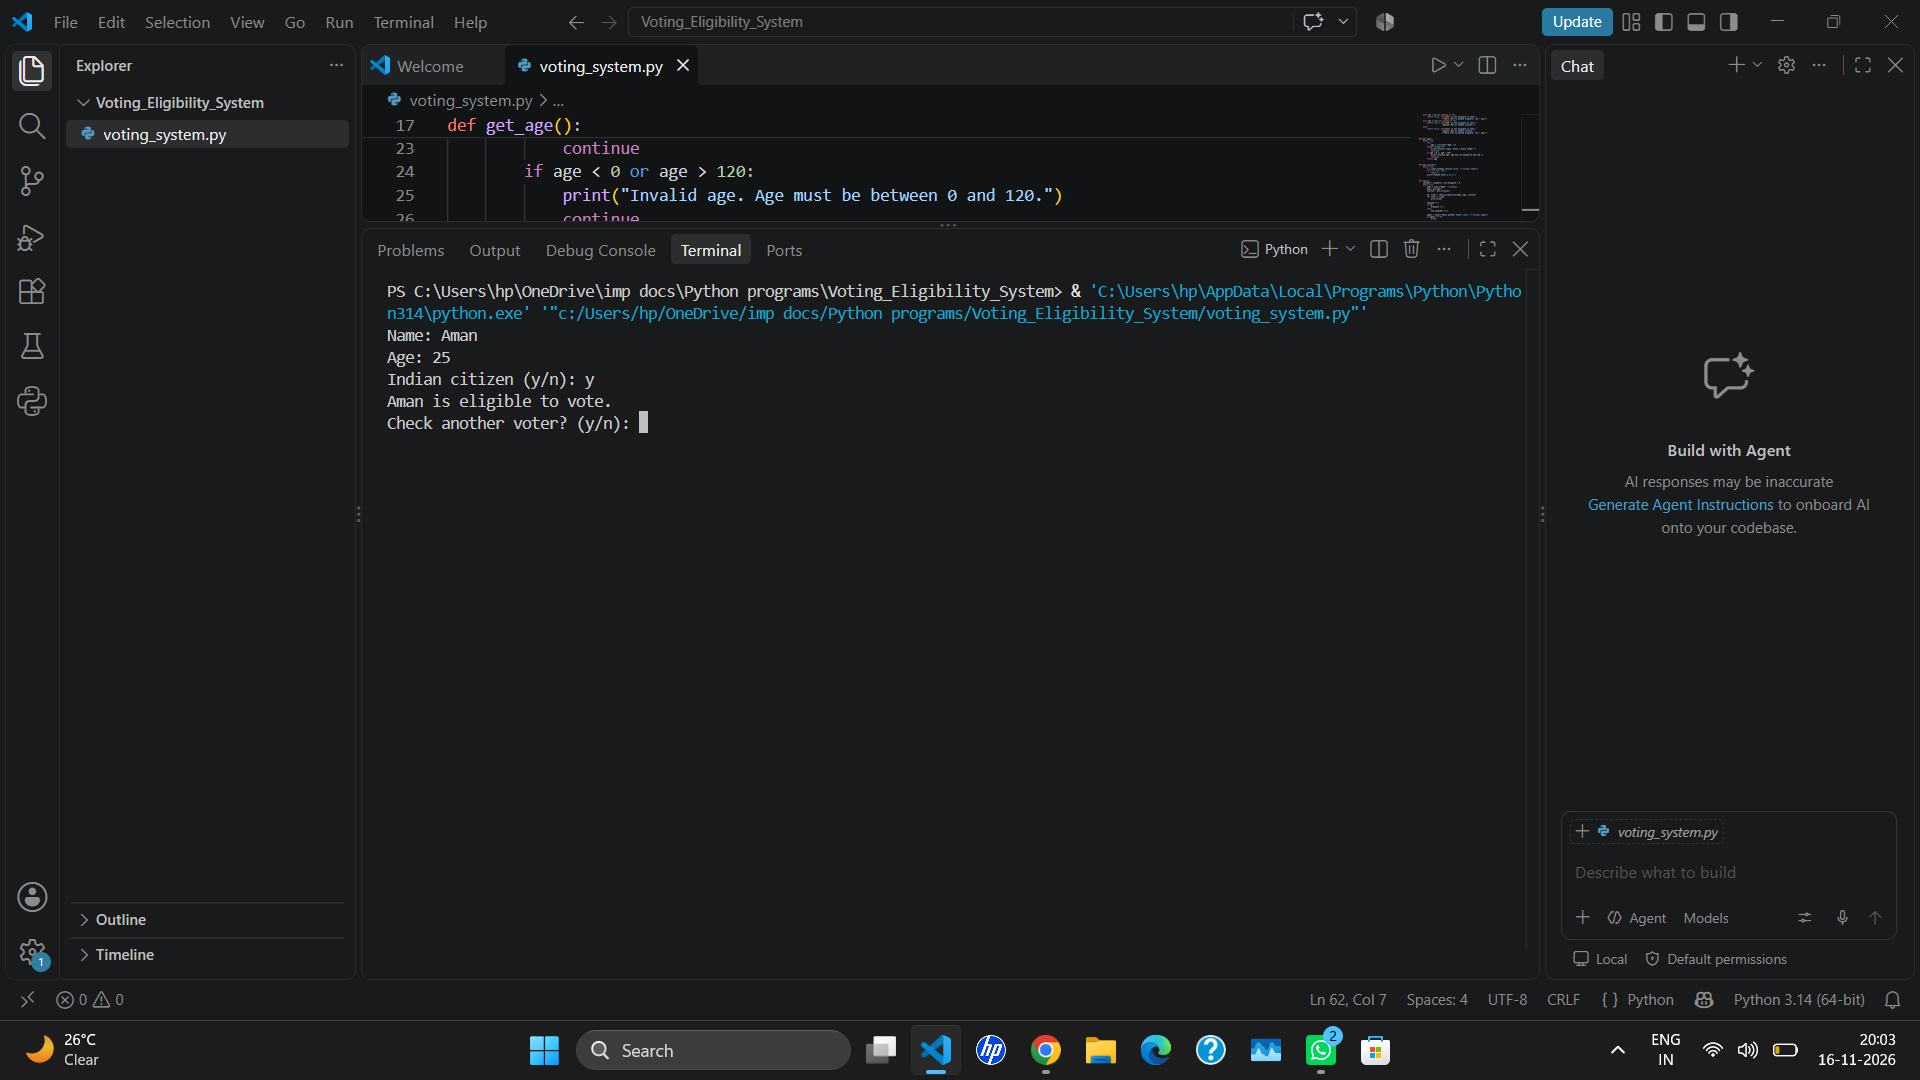 File Edit Selection View Go Run Terminal Help
Voting_Eligibility_System
Update
Explorer
Voting_Eligibility_System
voting_system.py
Outline
Timeline
Welcome
voting_system.py
voting_system.py > ...
17 def get_age():
23 continue
24 if age < 0 or age > 120:
25 print("Invalid age. Age must be between 0 and 120.")
26 continue
Problems Output Debug Console Terminal Ports
Python
PS C:\Users\hp\OneDrive\imp docs\Python programs\Voting_Eligibility_System> & 'C:\Users\hp\AppData\Local\Programs\Python\Pytho
n314\python.exe' '"c:/Users/hp/OneDrive/imp docs/Python programs/Voting_Eligibility_System/voting_system.py"'
Name: Aman
Age: 25
Indian citizen (y/n): y
Aman is eligible to vote.
Check another voter? (y/n):
Chat
Build with Agent
AI responses may be inaccurate
Generate Agent Instructions to onboard AI
onto your codebase.
voting_system.py
Describe what to build
Agent Models
Local Default permissions
1
0 0
Ln 62, Col 7 Spaces: 4 UTF-8 CRLF { } Python Python 3.14 (64-bit)
26°C
Clear
Search
hp
2
ENG
IN
20:03
16-11-2026